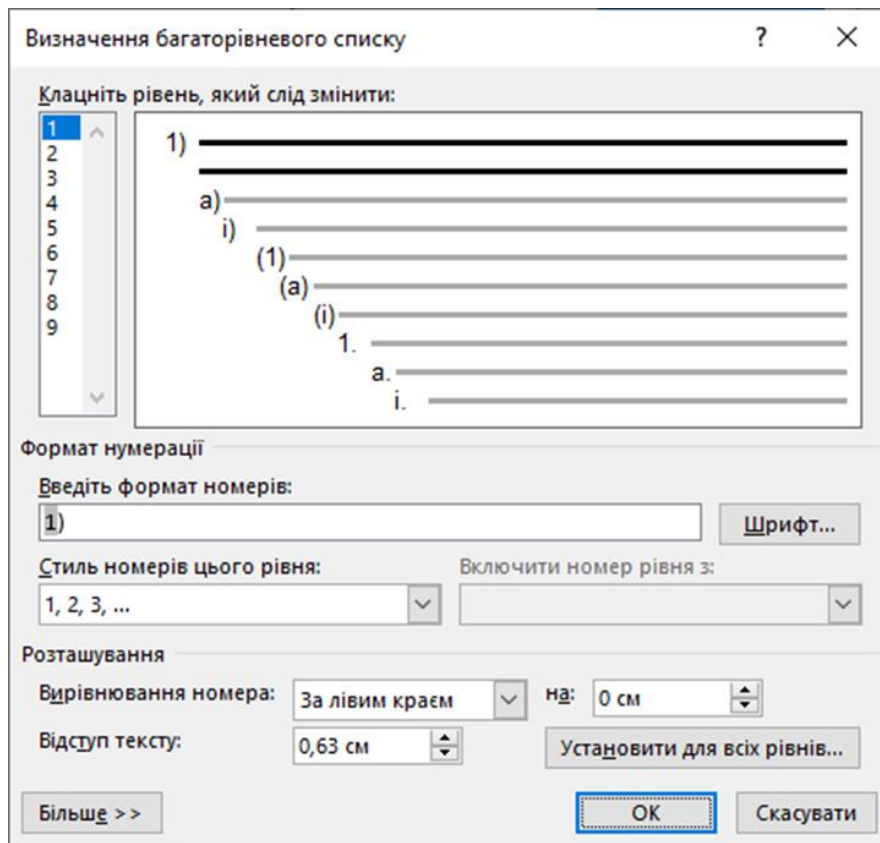 Визначення багаторівневого списку ? ×
Клацніть рівень, який слід змінити:
1
2
3
4
5
6
7
8
9
1)
a)
i)
(1)
(a)
(i)
1.
a.
i.
Формат нумерації
Введіть формат номерів:
1) Шрифт...
Стиль номерів цього рівня: Включити номер рівня з:
1, 2, 3, ...
Розташування
Вирівнювання номера: За лівим краєм на: 0 см
Відступ тексту: 0,63 см Установити для всіх рівнів...
Більше >> ОК Скасувати